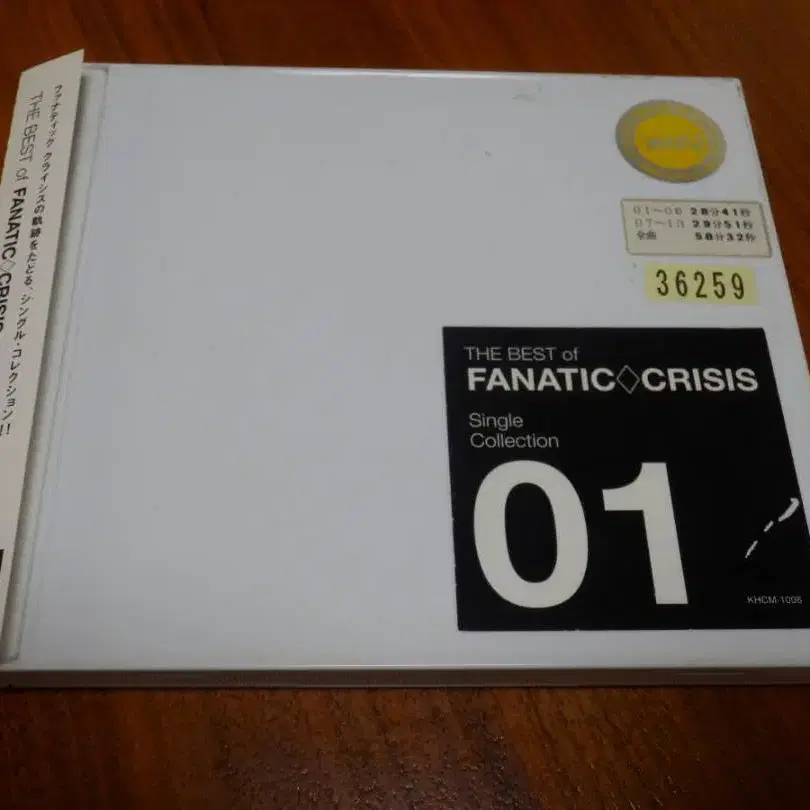 ファナティック クライシスの軌跡をたどる、シングル・コレクション!!
THE BEST of FANATIC◇CRISIS
01~06 28分41秒
07~13 29分51秒
全曲 58分32秒
36259
THE BEST of
FANATIC◇CRISIS
Single
Collection
01
KHCM-1006